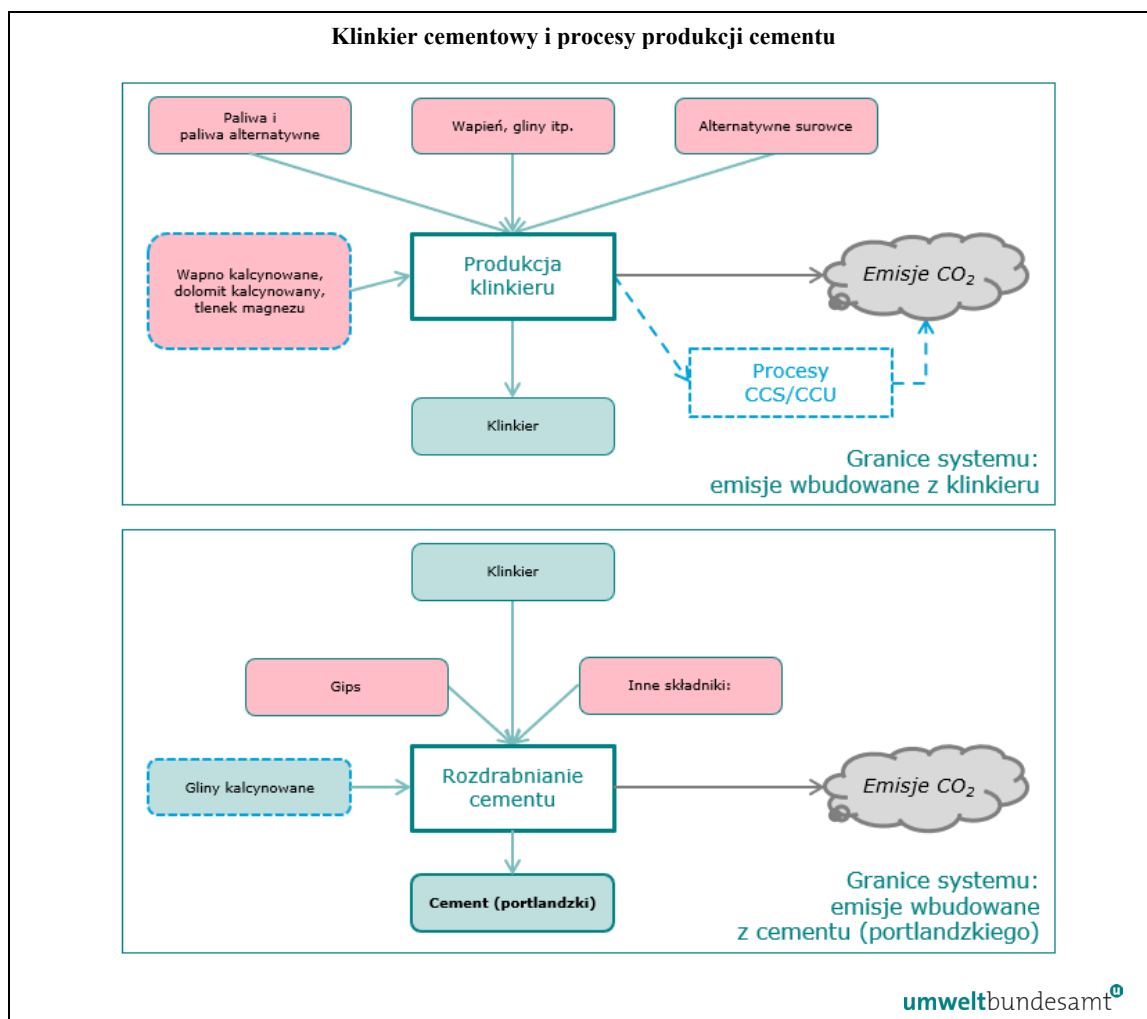 Klinkier cementowy i procesy produkcji cementu
Paliwa i
paliwa alternatywne
Wapień, gliny itp.
Alternatywne surowce
Wapno kalcynowane,
dolomit kalcynowany,
tlenek magnezu
Produkcja
klinkieru
Emisje CO₂
Procesy
CCS/CCU
Klinkier
Granice systemu:
emisje wbudowane z klinkieru
Klinkier
Gips
Inne składniki:
Gliny kalcynowane
Rozdrabnianie
cementu
Emisje CO₂
Cement (portlandzki)
Granice systemu:
emisje wbudowane
z cementu (portlandzkiego)
umweltbundesamt
u